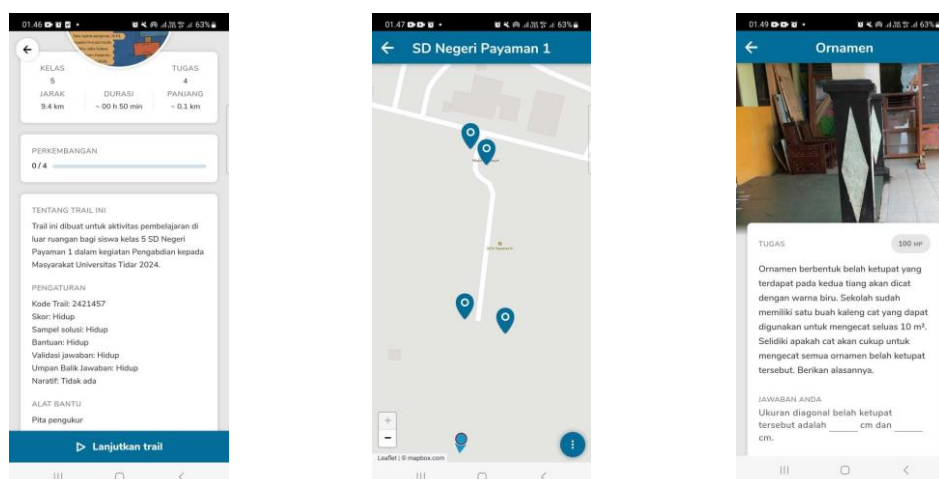 01.46
63%
KELAS
TUGAS
5
4
JARAK
DURASI
PANJANG
9.4 km
~ 00 h 50 min
~ 0.1 km
PERKEMBANGAN
0 / 4
TENTANG TRAIL INI
Trail ini dibuat untuk aktivitas pembelajaran di
luar ruangan bagi siswa kelas 5 SD Negeri
Payaman 1 dalam kegiatan Pengabdian kepada
Masyarakat Universitas Tidar 2024.
PENGATURAN
Kode Trail: 2421457
Skor: Hidup
Sampel solusi: Hidup
Bantuan: Hidup
Validasi jawaban: Hidup
Umpan Balik Jawaban: Hidup
Naratif: Tidak ada
ALAT BANTU
Pita pengukur
Lanjutkan trail
01.47
63%
SD Negeri Payaman 1
+
−
Leaflet | © mapbox.com
01.49
63%
Ornamen
TUGAS
100 MP
Ornamen berbentuk belah ketupat yang
terdapat pada kedua tiang akan dicat
dengan warna biru. Sekolah sudah
memiliki satu buah kaleng cat yang dapat
digunakan untuk mengecat seluas 10 m².
Selidiki apakah cat akan cukup untuk
mengecat semua ornamen belah ketupat
tersebut. Berikan alasannya.
JAWABAN ANDA
Ukuran diagonal belah ketupat
tersebut adalah _____ cm dan _____
cm.